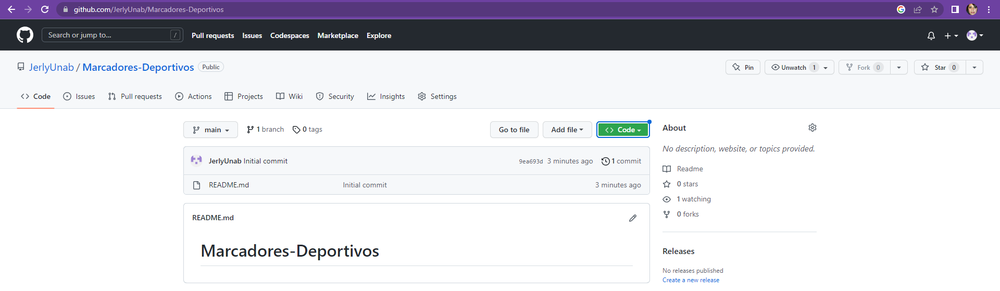 github.com/JerlyUnab/Marcadores-Deportivos
Search or jump to... /
Pull requests Issues Codespaces Marketplace Explore
JerlyUnab / Marcadores-Deportivos Public
Pin Unwatch 1 Fork 0 Star 0
Code Issues Pull requests Actions Projects Wiki Security Insights Settings
main 1 branch 0 tags Go to file Add file Code
JerlyUnab Initial commit 9ea693d 3 minutes ago 1 commit
README.md Initial commit 3 minutes ago
README.md
Marcadores-Deportivos
About
No description, website, or topics provided.
Readme
0 stars
1 watching
0 forks
Releases
No releases published
Create a new release